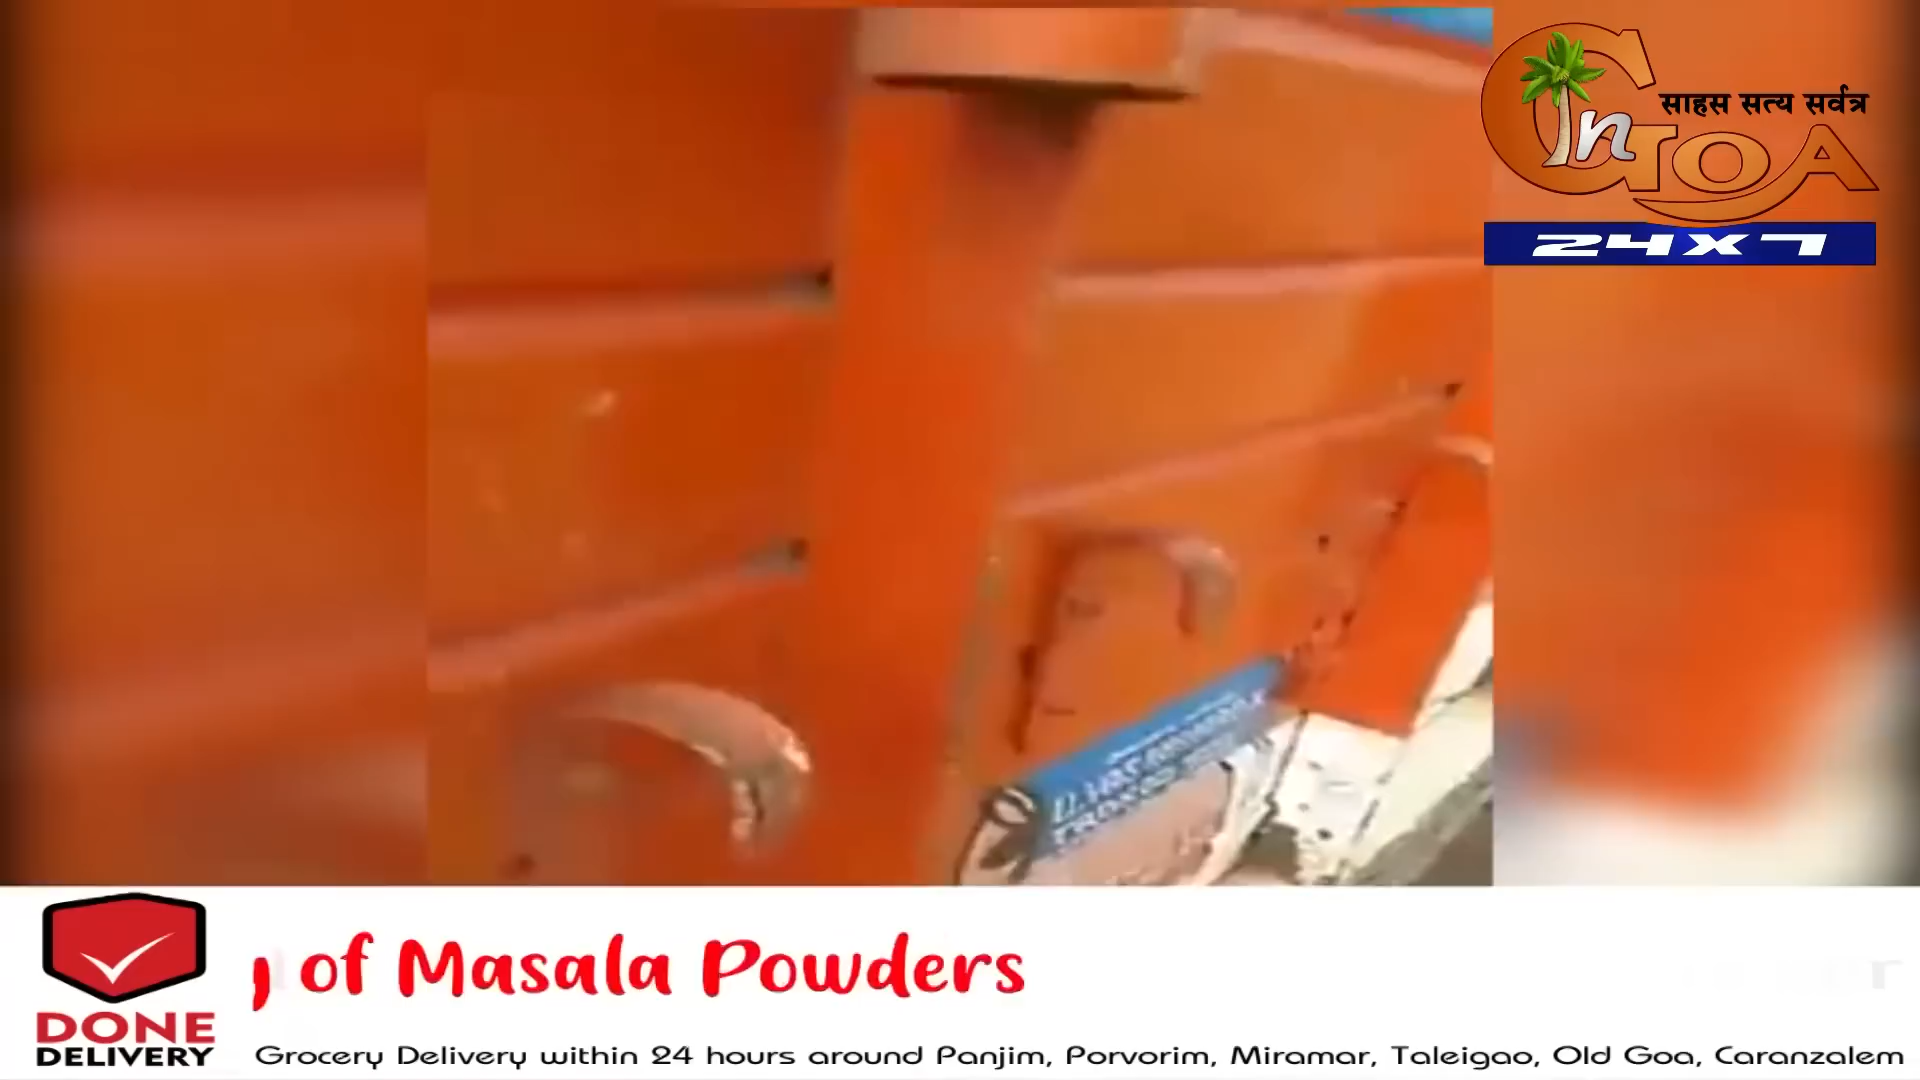 साहस सत्य सर्वत्र
In GOA
24X7
of Masala Powders
DONE
DELIVERY
Grocery Delivery within 24 hours around Panjim, Porvorim, Miramar, Taleigao, Old Goa, Caranzalem